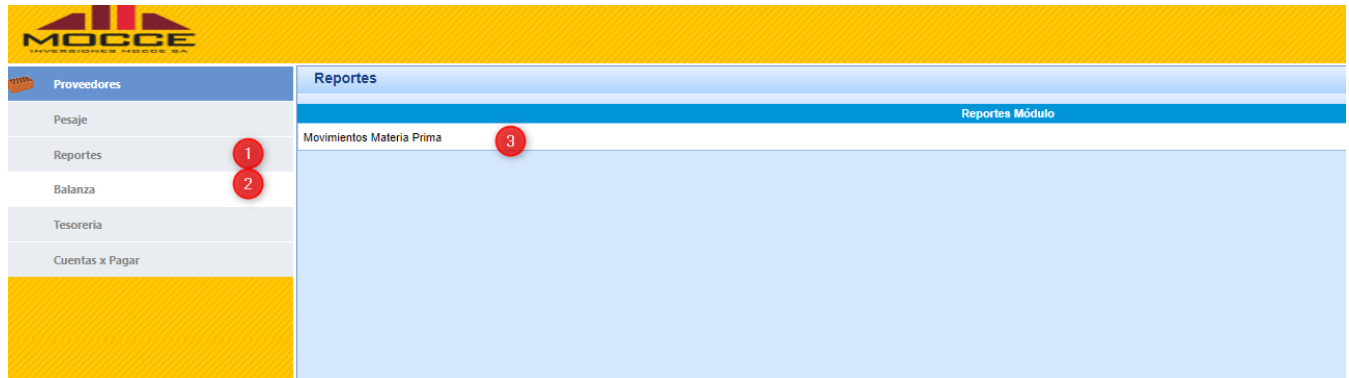 MOCCE
INVERSIONES MOCCE SA
Proveedores
Pesaje
Reportes 1
Balanza 2
Tesoreria
Cuentas x Pagar
Reportes
Reportes Módulo
Movimientos Materia Prima 3